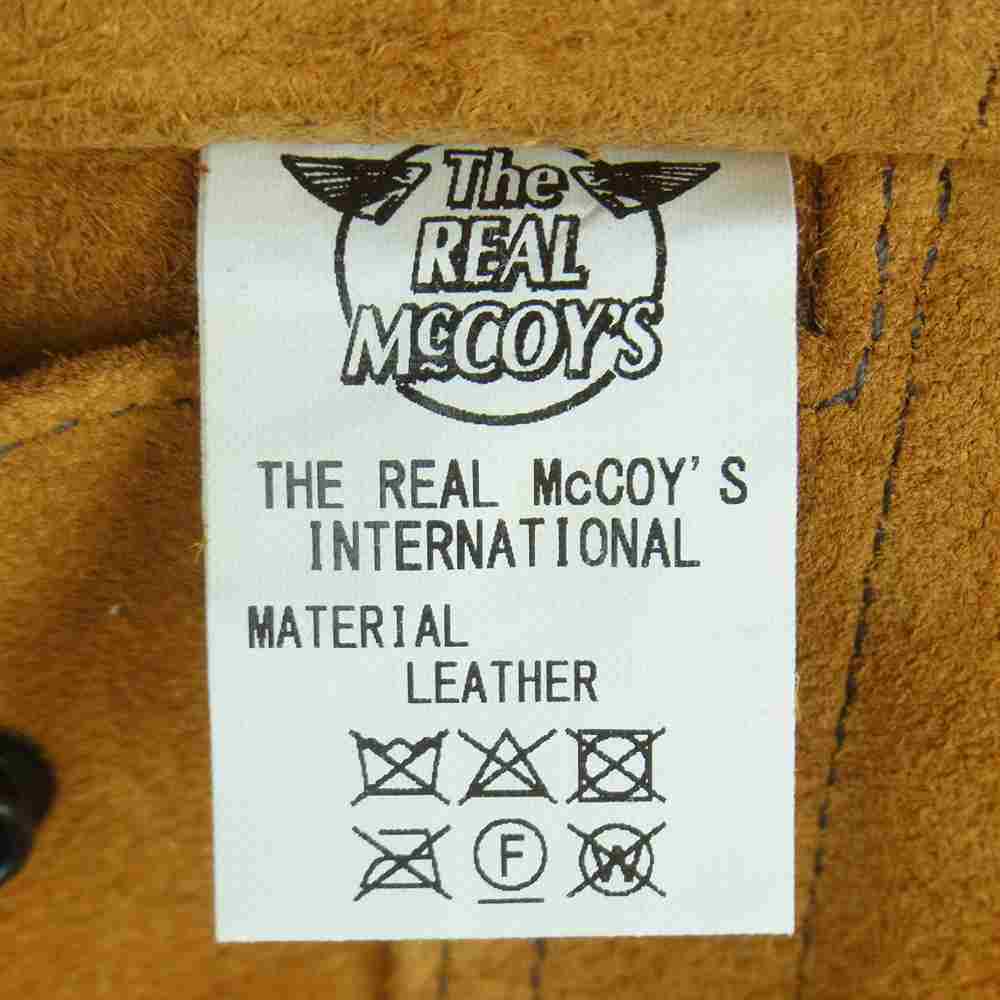 The
REAL
McCOY'S
THE REAL McCOY'S
INTERNATIONAL
MATERIAL
LEATHER
F
W